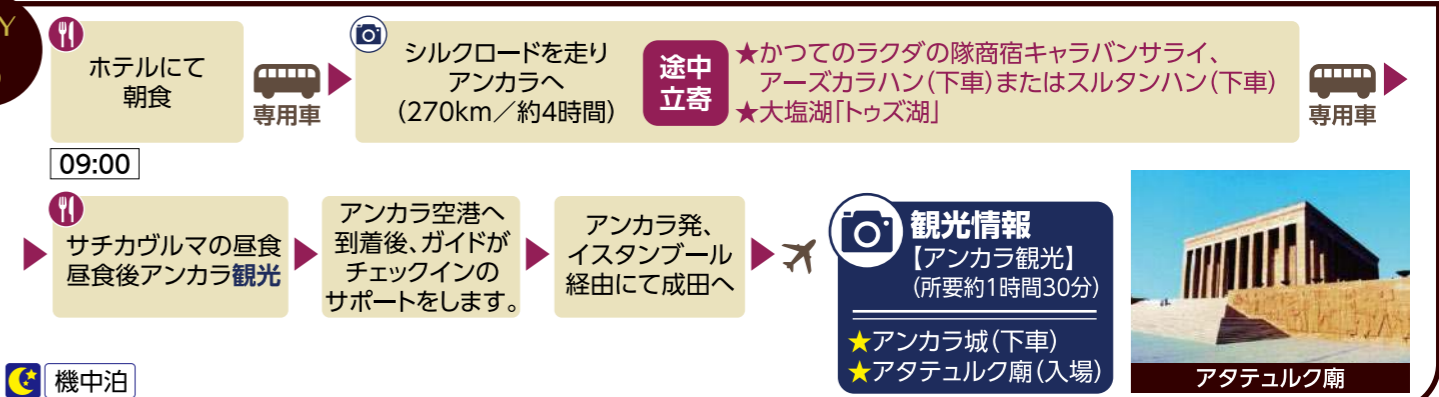 Y
ホテルにて
朝食
専用車
シルクロードを走り
アンカラへ
(270km／約4時間)
途中
立寄
★かつてのラクダの隊商宿キャラバンサライ、
アーズカラハン(下車)またはスルタンハン(下車)
★大塩湖「トゥズ湖」
専用車
09:00
サチカヴルマの昼食
昼食後アンカラ観光
アンカラ空港へ
到着後、ガイドが
チェックインの
サポートをします。
アンカラ発、
イスタンブール
経由にて成田へ
観光情報
【アンカラ観光】
(所要約1時間30分)
★アンカラ城(下車)
★アタテュルク廟(入場)
アタテュルク廟
機中泊